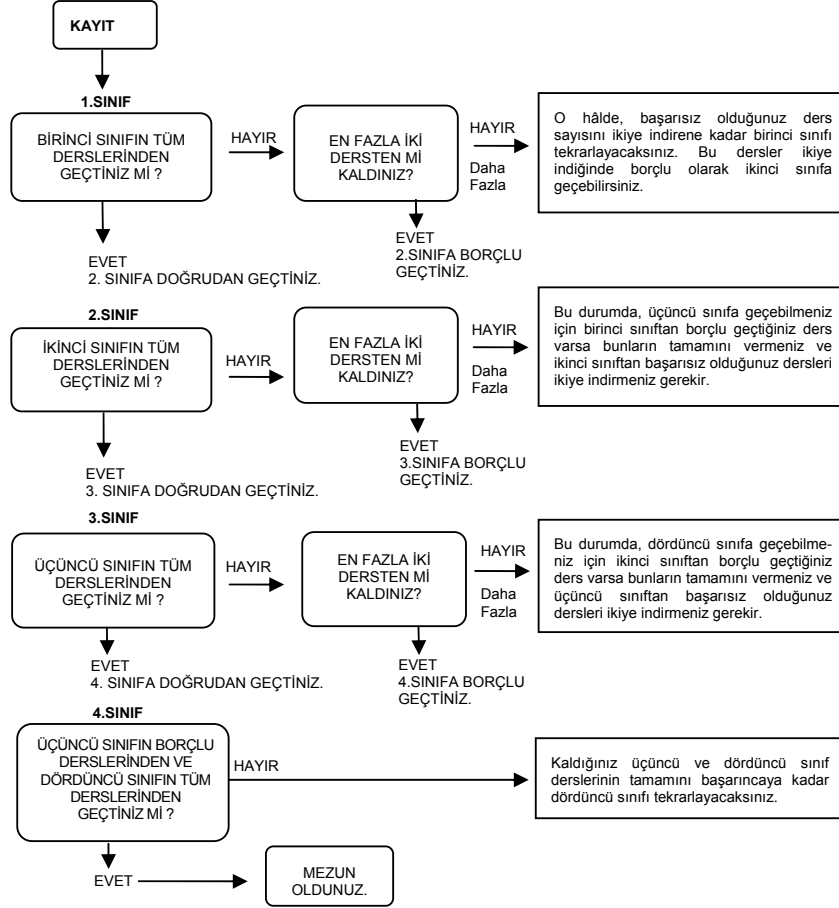 KAYIT
1.SINIF
BİRİNCİ SINIFIN TÜM
DERSLERİNDEN
GEÇTİNİZ Mİ ?
HAYIR
EN FAZLA İKİ
DERSTEN Mİ
KALDINIZ?
HAYIR
Daha
Fazla
O hâlde, başarısız olduğunuz ders
sayısını ikiye indirene kadar birinci sınıfı
tekrarlayacaksınız. Bu dersler ikiye
indiğinde borçlu olarak ikinci sınıfa
geçebilirsiniz.
EVET
2. SINIFA DOĞRUDAN GEÇTİNİZ.
EVET
2.SINIFA BORÇLU
GEÇTİNİZ.
2.SINIF
İKİNCİ SINIFIN TÜM
DERSLERİNDEN
GEÇTİNİZ Mİ ?
HAYIR
EN FAZLA İKİ
DERSTEN Mİ
KALDINIZ?
HAYIR
Daha
Fazla
Bu durumda, üçüncü sınıfa geçebilmeniz
için birinci sınıftan borçlu geçtiğiniz ders
varsa bunların tamamını vermeniz ve
ikinci sınıftan başarısız olduğunuz dersleri
ikiye indirmeniz gerekir.
EVET
3. SINIFA DOĞRUDAN GEÇTİNİZ.
EVET
3.SINIFA BORÇLU
GEÇTİNİZ.
3.SINIF
ÜÇÜNCÜ SINIFIN TÜM
DERSLERİNDEN
GEÇTİNİZ Mİ ?
HAYIR
EN FAZLA İKİ
DERSTEN Mİ
KALDINIZ?
HAYIR
Daha
Fazla
Bu durumda, dördüncü sınıfa geçebilme-
niz için ikinci sınıftan borçlu geçtiğiniz
ders varsa bunların tamamını vermeniz ve
üçüncü sınıftan başarısız olduğunuz
dersleri ikiye indirmeniz gerekir.
EVET
4. SINIFA DOĞRUDAN GEÇTİNİZ.
EVET
4.SINIFA BORÇLU
GEÇTİNİZ.
4.SINIF
ÜÇÜNCÜ SINIFIN BORÇLU
DERSLERİNDEN VE
DÖRDÜNCÜ SINIFIN TÜM
DERSLERİNDEN
GEÇTİNİZ Mİ ?
HAYIR
Kaldığınız üçüncü ve dördüncü sınıf
derslerinin tamamını başarıncaya kadar
dördüncü sınıfı tekrarlayacaksınız.
EVET
MEZUN
OLDUNUZ.